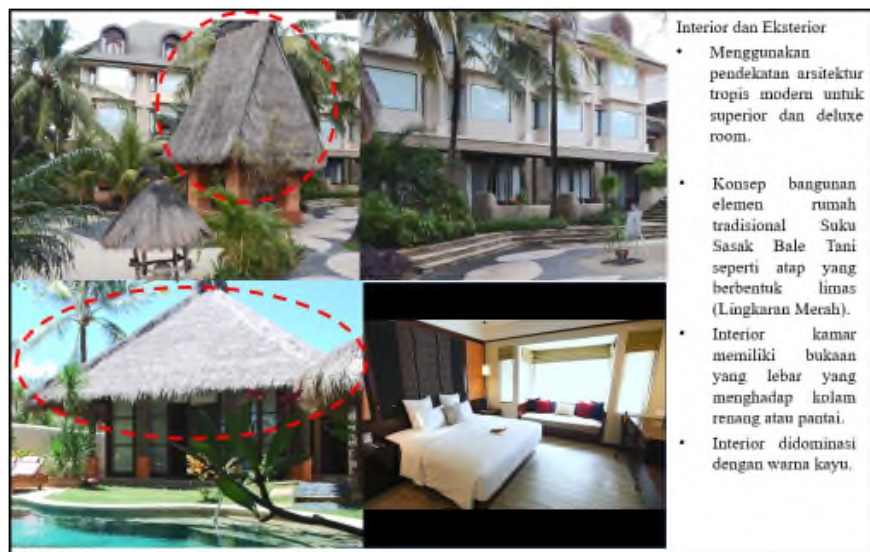 Interior dan Eksterior
• Menggunakan
pendekatan arsitektur
tropis modern untuk
superior dan deluxe
room.
• Konsep bangunan
elemen rumah
tradisional Suku
Sasak Bale Tani
seperti atap yang
berbentuk limas
(Lingkaran Merah).
• Interior kamar
memiliki bukaan
yang lebar yang
menghadap kolam
renang atau pantai.
• Interior didominasi
dengan warna kayu.